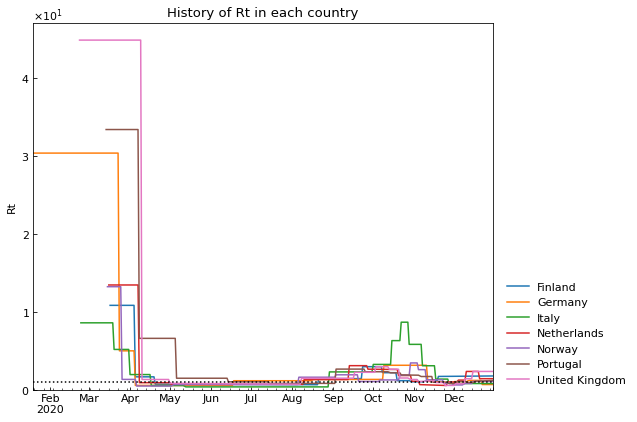 History of Rt in each country
×10¹
4
3
2
1
0
Rt
Feb Mar Apr May Jun Jul Aug Sep Oct Nov Dec
2020
Finland
Germany
Italy
Netherlands
Norway
Portugal
United Kingdom